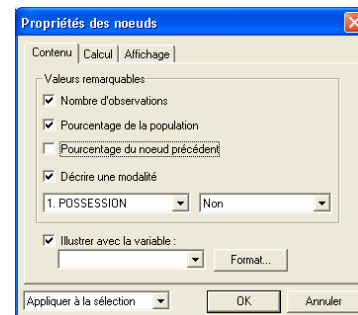 Propriétés des noeuds
Contenu Calcul Affichage
Valeurs remarquables
Nombre d'observations
Pourcentage de la population
Pourcentage du noeud précédent
Décrire une modalité
1. POSSESSION Non
Illustrer avec la variable :
Format...
Appliquer à la sélection OK Annuler